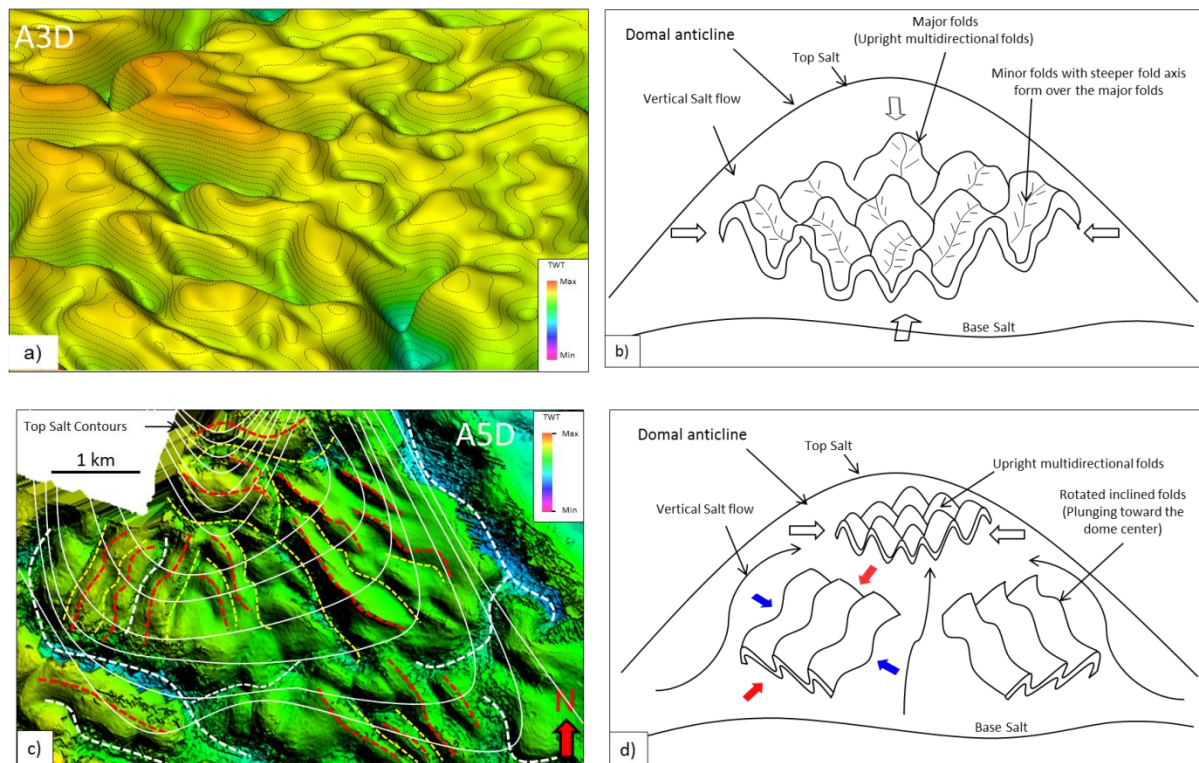 A3D
TWT
Max
Min
a)
Domal anticline
Top Salt
Vertical Salt flow
Major folds
(Upright multidirectional folds)
Minor folds with steeper fold axis
form over the major folds
Base Salt
b)
Top Salt Contours
1 km
A5D
TWT
Max
Min
N
c)
Domal anticline
Top Salt
Vertical Salt flow
Upright multidirectional folds
Rotated inclined folds
(Plunging toward the
dome center)
Base Salt
d)